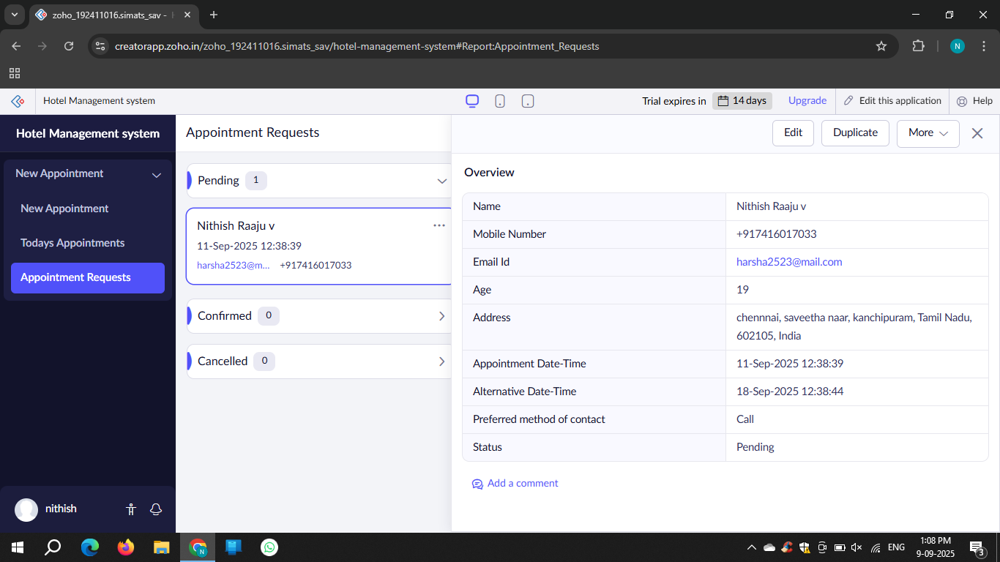 zoho_192411016.simats_sav -
creatorapp.zoho.in/zoho_192411016.simats_sav/hotel-management-system#Report:Appointment_Requests
N
Hotel Management system
Trial expires in
14 days
Upgrade
Edit this application
Help
Hotel Management system
New Appointment
New Appointment
Todays Appointments
Appointment Requests
nithish
Appointment Requests
Pending 1
Nithish Raaju v
11-Sep-2025 12:38:39
harsha2523@m... +917416017033
Confirmed 0
Cancelled 0
Edit
Duplicate
More
Overview
Name Nithish Raaju v
Mobile Number +917416017033
Email Id harsha2523@mail.com
Age 19
Address chennnai, saveetha naar, kanchipuram, Tamil Nadu,
602105, India
Appointment Date-Time 11-Sep-2025 12:38:39
Alternative Date-Time 18-Sep-2025 12:38:44
Preferred method of contact Call
Status Pending
Add a comment
N
ENG
1:08 PM
9-09-2025
3